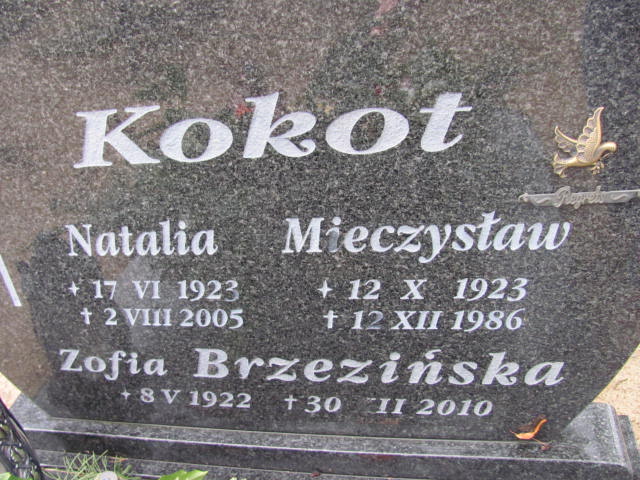 Kokot
Natalia Mieczysław
* 17 VI 1923 * 12 X 1923
† 2 VIII 2005 † 12 XII 1986
Zofia Brzezińska
* 8 V 1922 † 30 II 2010